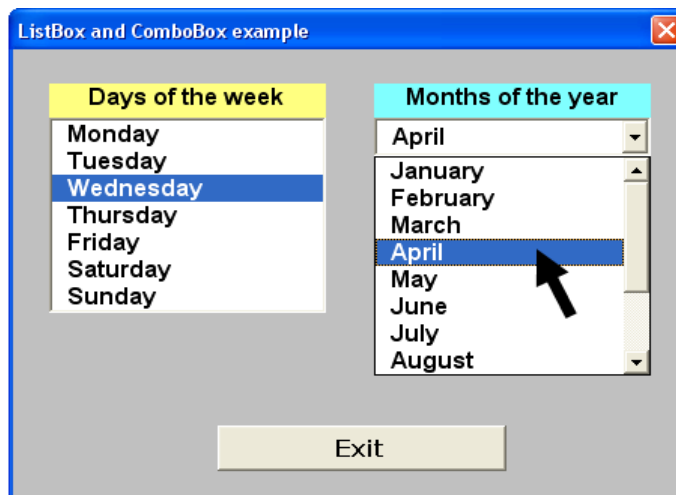 ListBox and ComboBox example
Days of the week
Monday
Tuesday
Wednesday
Thursday
Friday
Saturday
Sunday
Months of the year
April
January
February
March
April
May
June
July
August
Exit